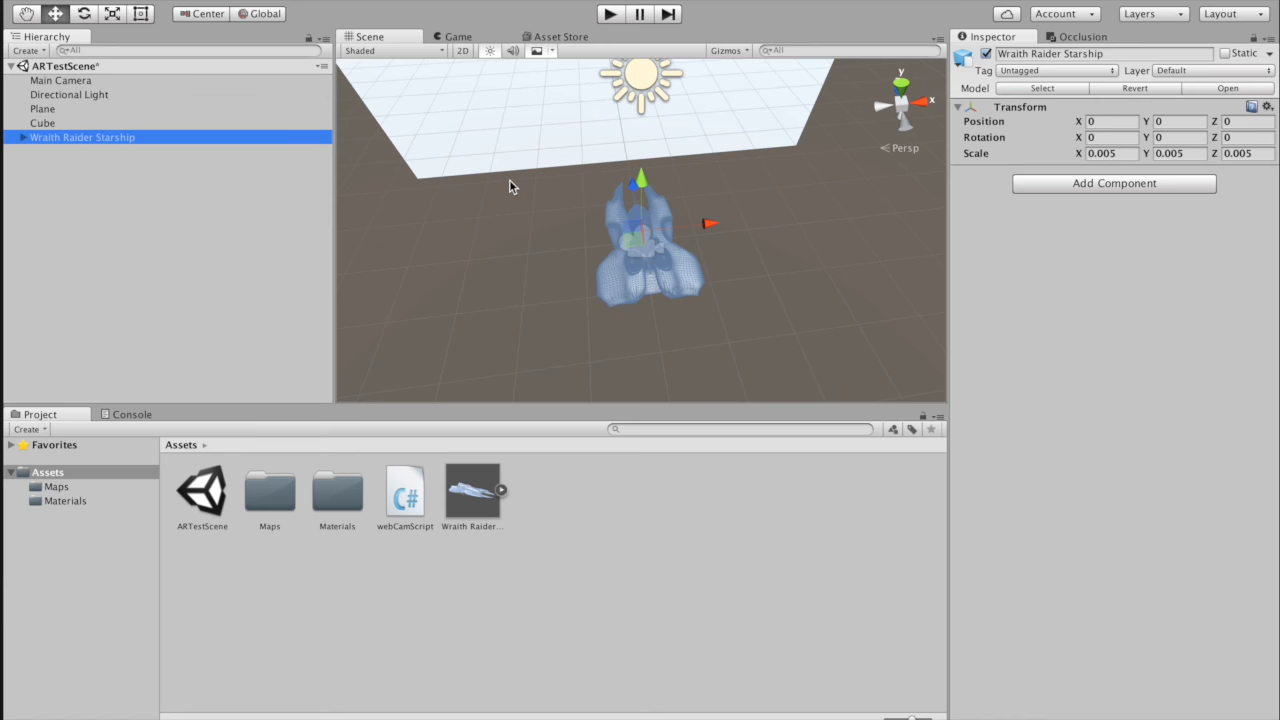 Center Global Account Layers Layout
Hierarchy Scene Game Asset Store Inspector Occlusion
Create All Shaded 2D Gizmos All Wraith Raider Starship Static
ARTestScene*
Main Camera
Directional Light
Plane
Cube
Wraith Raider Starship
y
x
Persp
Tag Untagged Layer Default
Model Select Revert Open
Transform
Position X 0 Y 0 Z 0
Rotation X 0 Y 0 Z 0
Scale X 0.005 Y 0.005 Z 0.005
Add Component
Project Console
Create
Favorites
Assets
Maps
Materials
Assets
C#
ARTestScene Maps Materials webCamScript Wraith Raider...